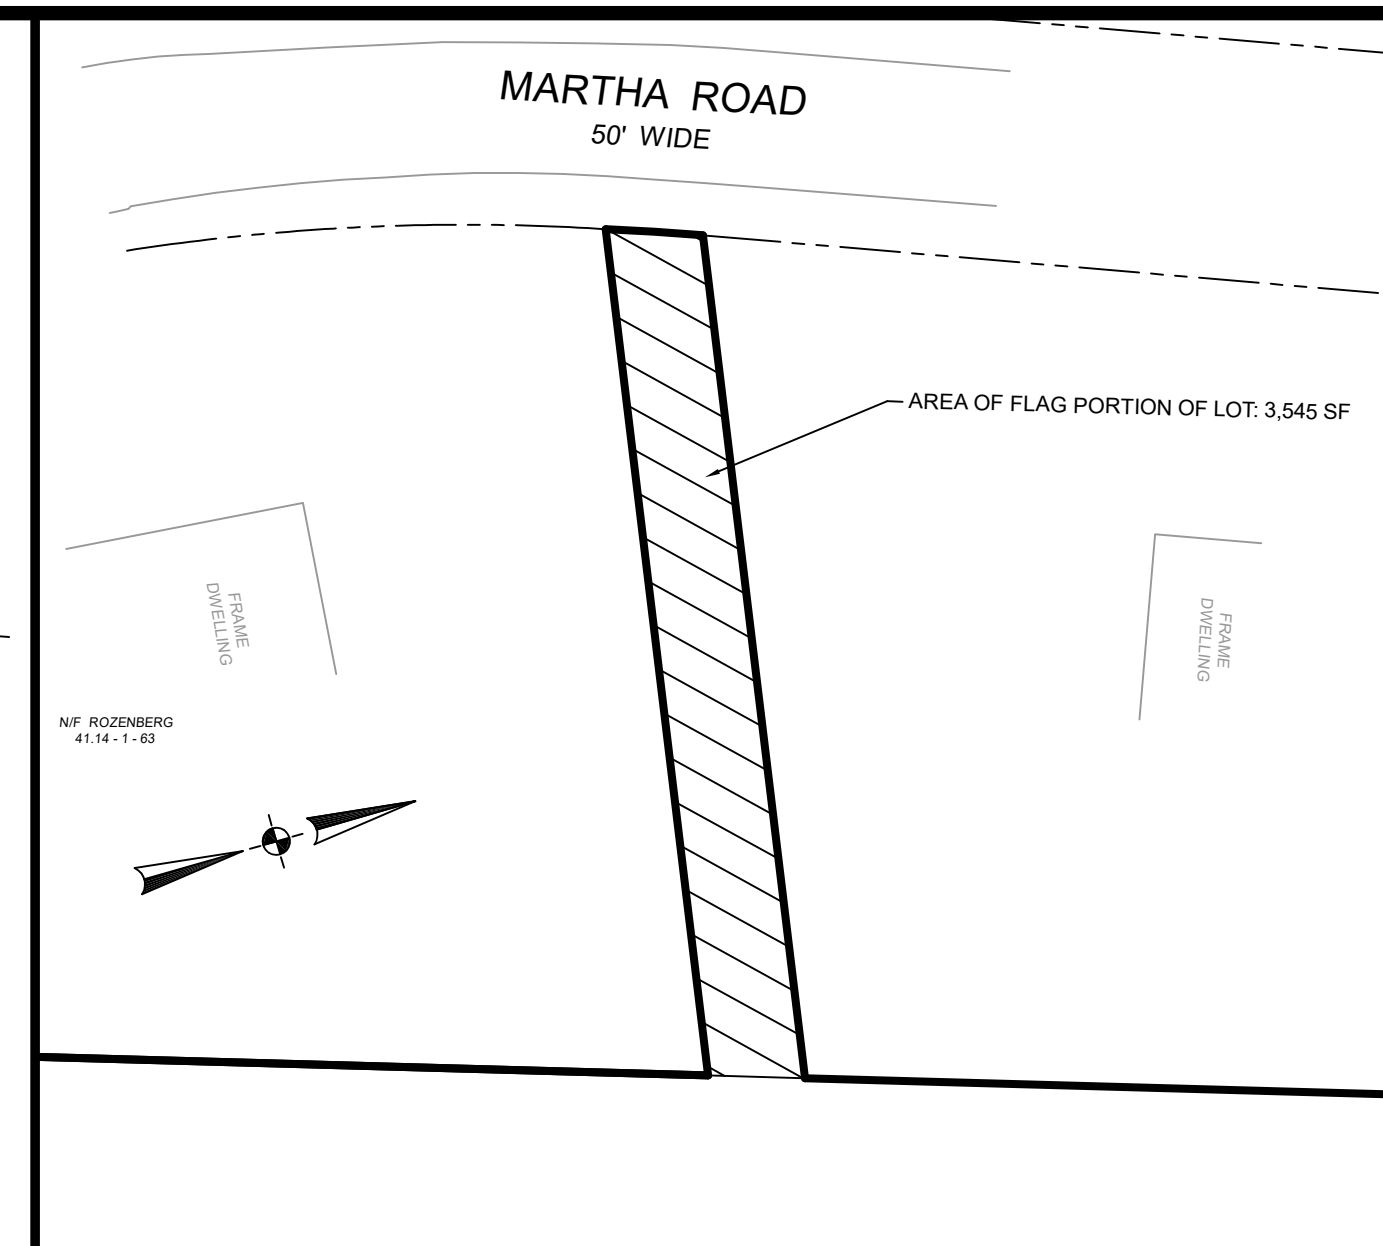 MARTHA ROAD
50' WIDE
AREA OF FLAG PORTION OF LOT: 3,545 SF
FRAME
DWELLING
FRAME
DWELLING
N/F ROZENBERG
41.14 - 1 - 63